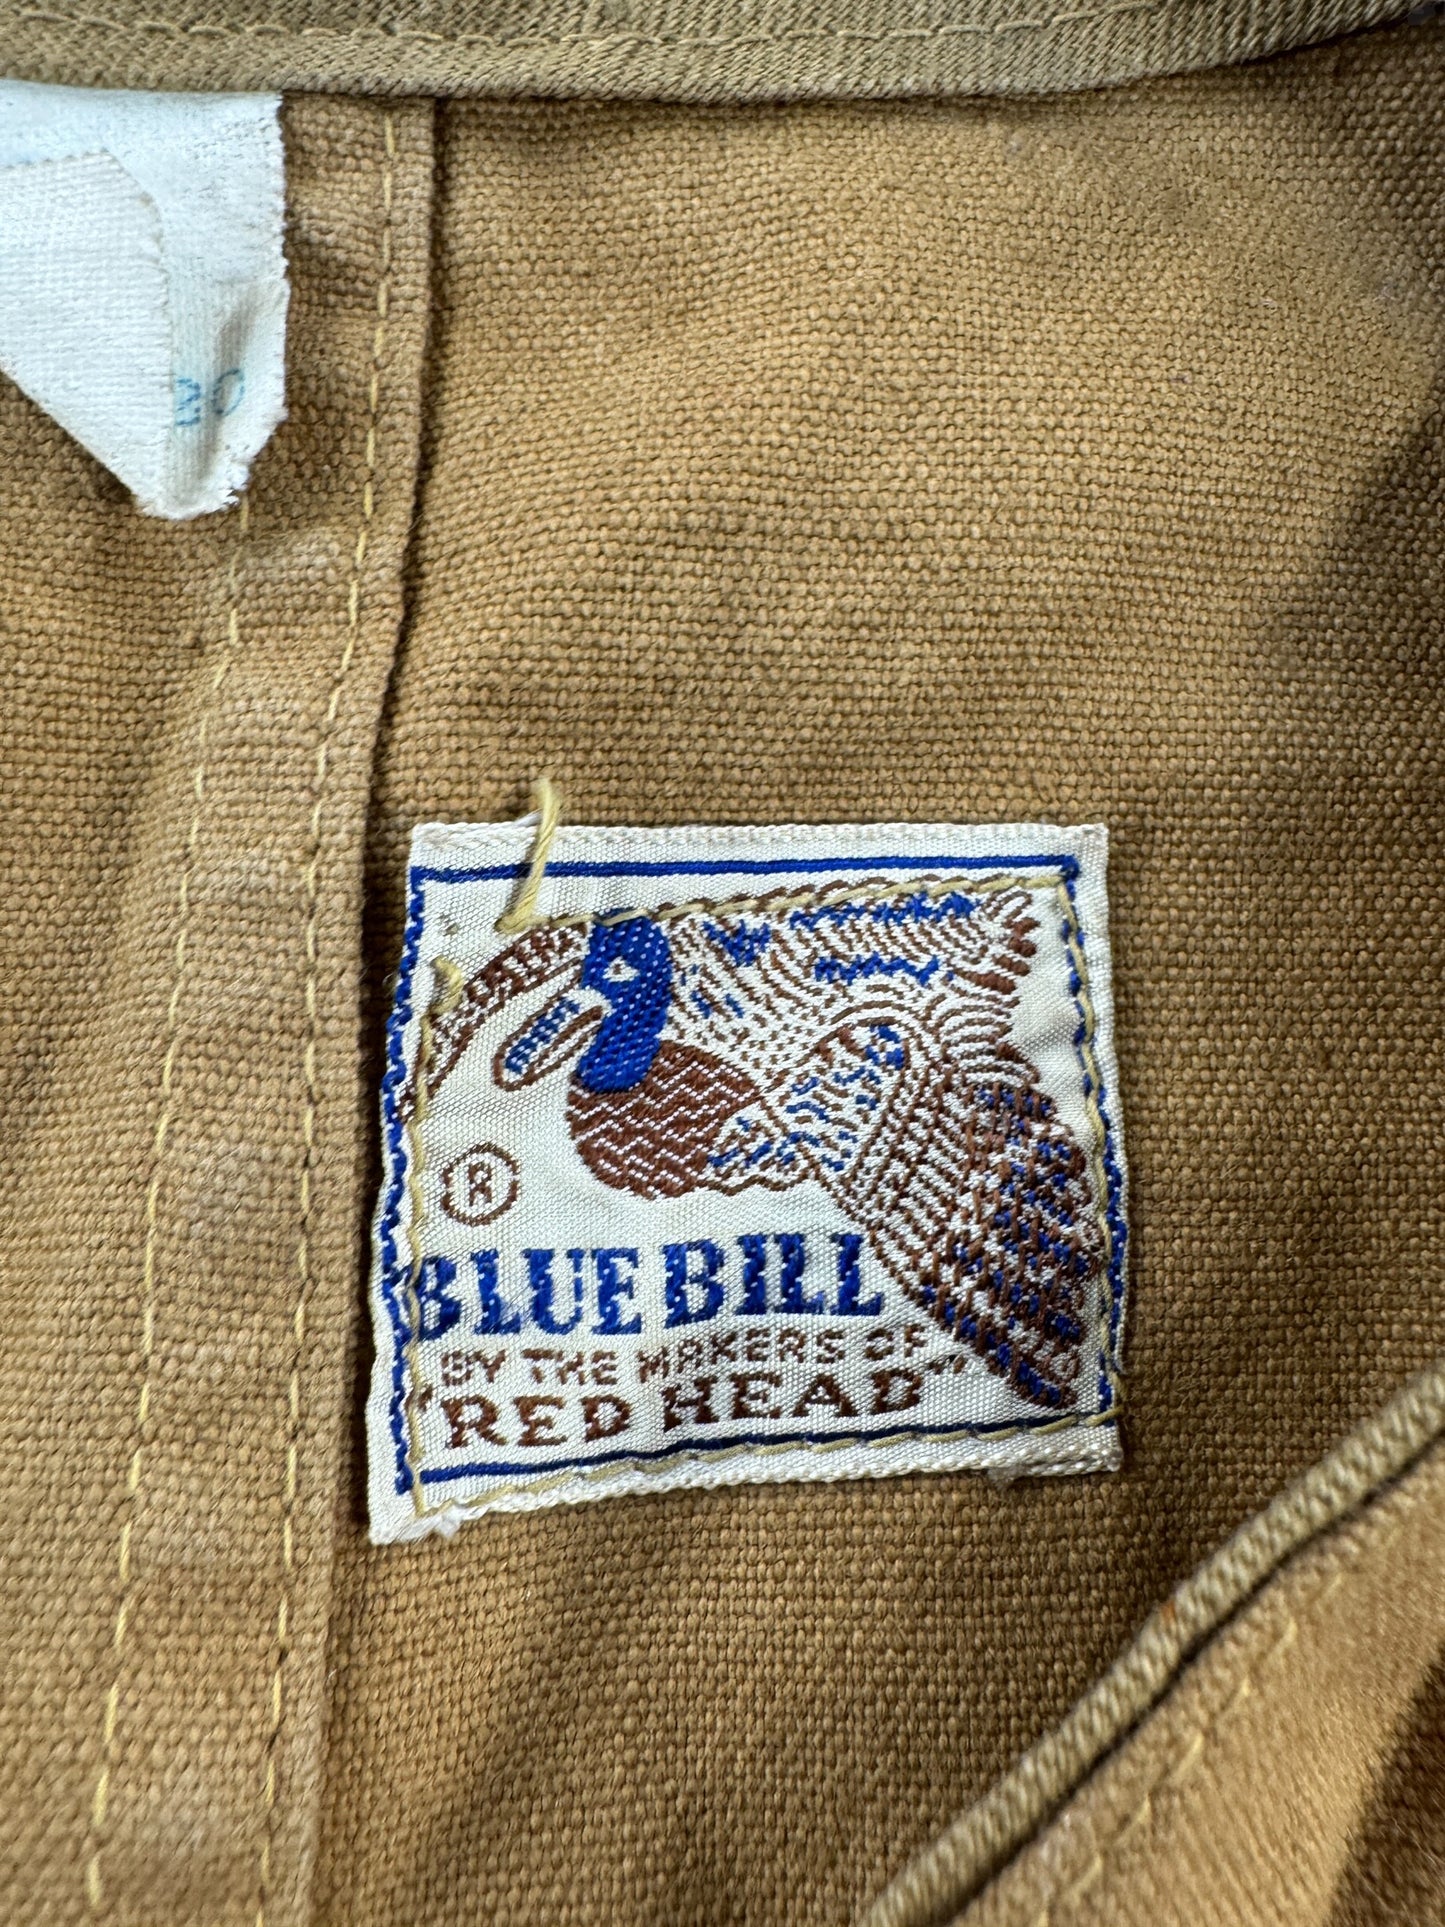 ®
BLUE BILL
BY THE MAKERS OF
"RED HEAD"